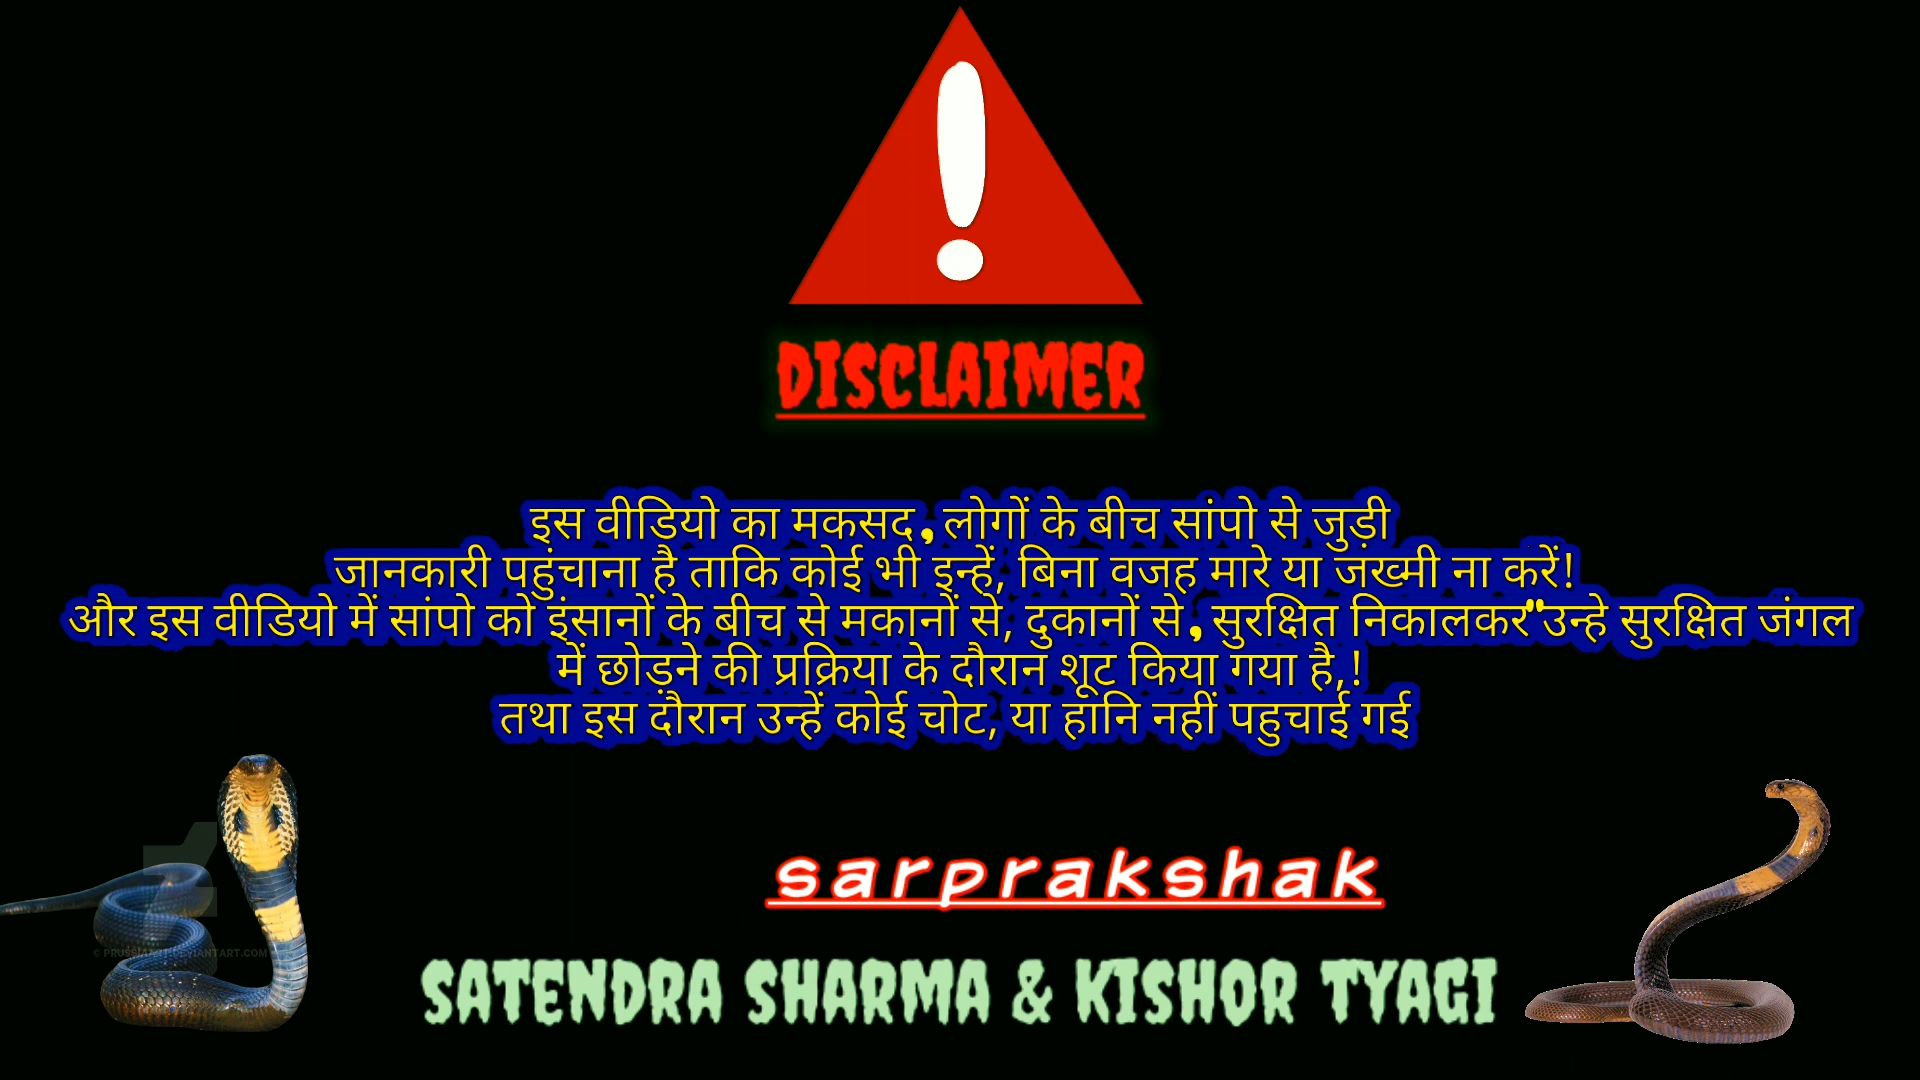 !
DISCLAIMER
इस वीडियो का मकसद, लोगों के बीच सांपो से जुड़ी
जानकारी पहुंचाना है ताकि कोई भी इन्हें, बिना वजह मारे या जख्मी ना करें!
और इस वीडियो में सांपो को इंसानों के बीच से मकानों से, दुकानों से, सुरक्षित निकालकर"उन्हे सुरक्षित जंगल
में छोड़ने की प्रक्रिया के दौरान शूट किया गया है,!
तथा इस दौरान उन्हें कोई चोट, या हानि नहीं पहुचाई गई
sarprakshak
SATENDRA SHARMA & KISHOR TYAGI